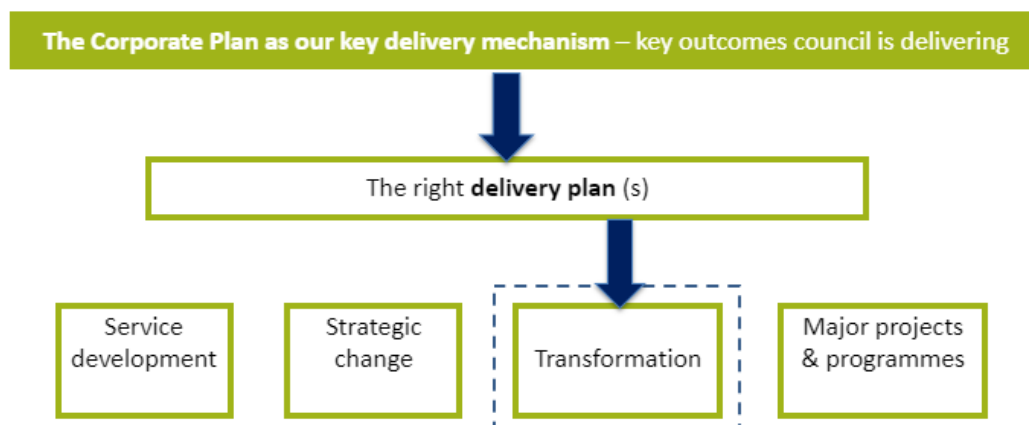 The Corporate Plan as our key delivery mechanism – key outcomes council is delivering
The right delivery plan (s)
Service
development
Strategic
change
Transformation
Major projects
& programmes